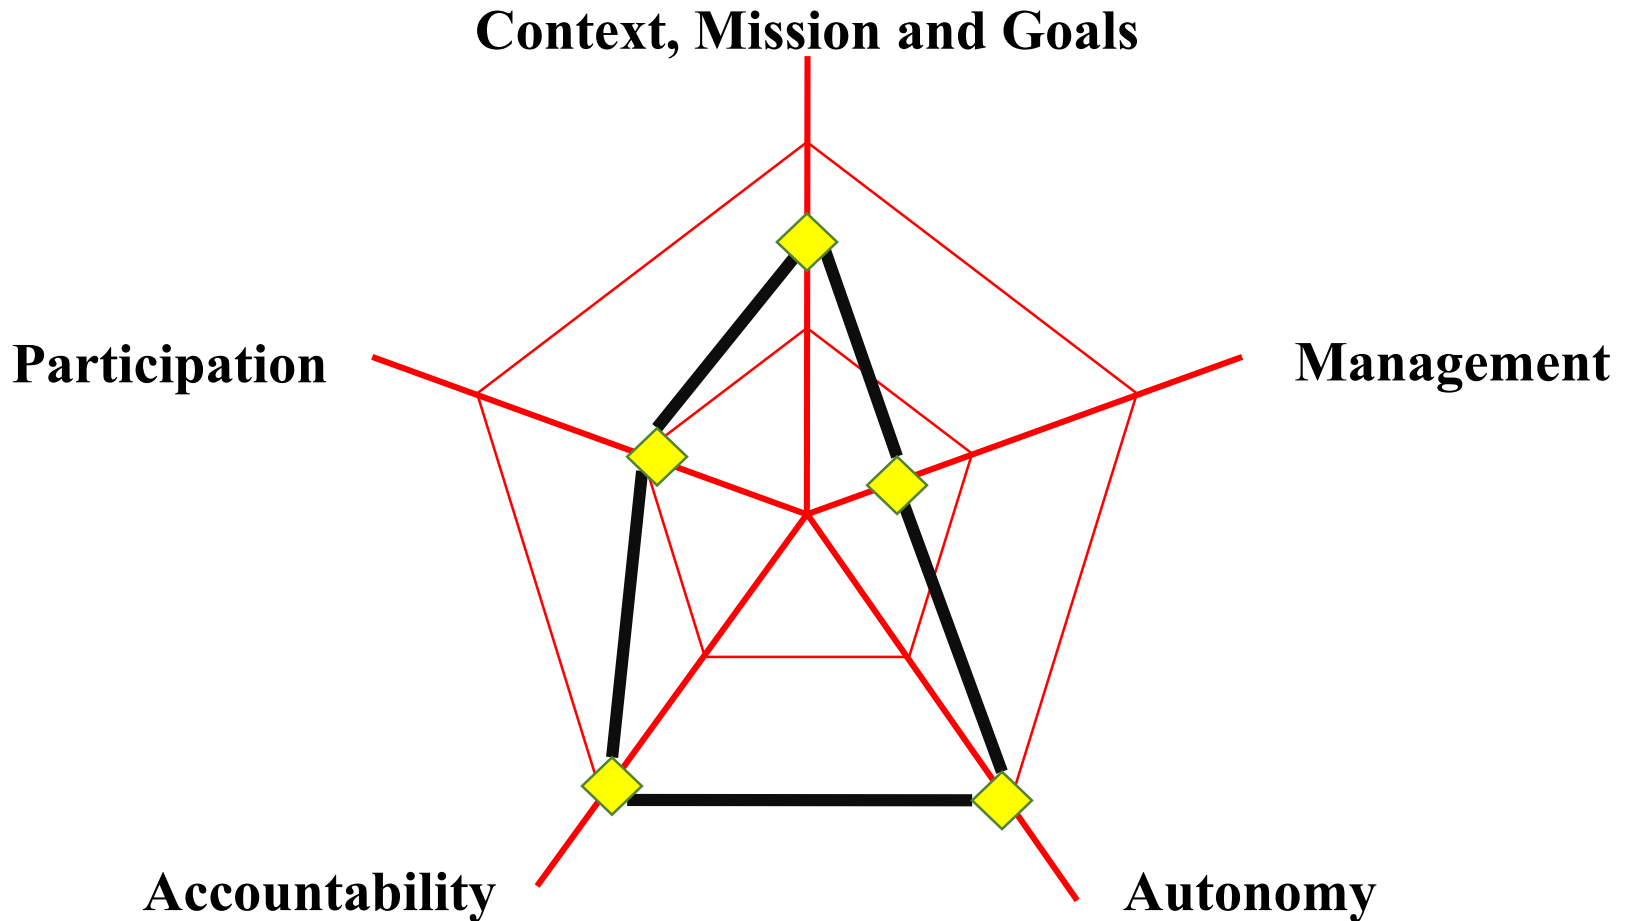 Context, Mission and Goals
Participation
Management
Accountability
Autonomy